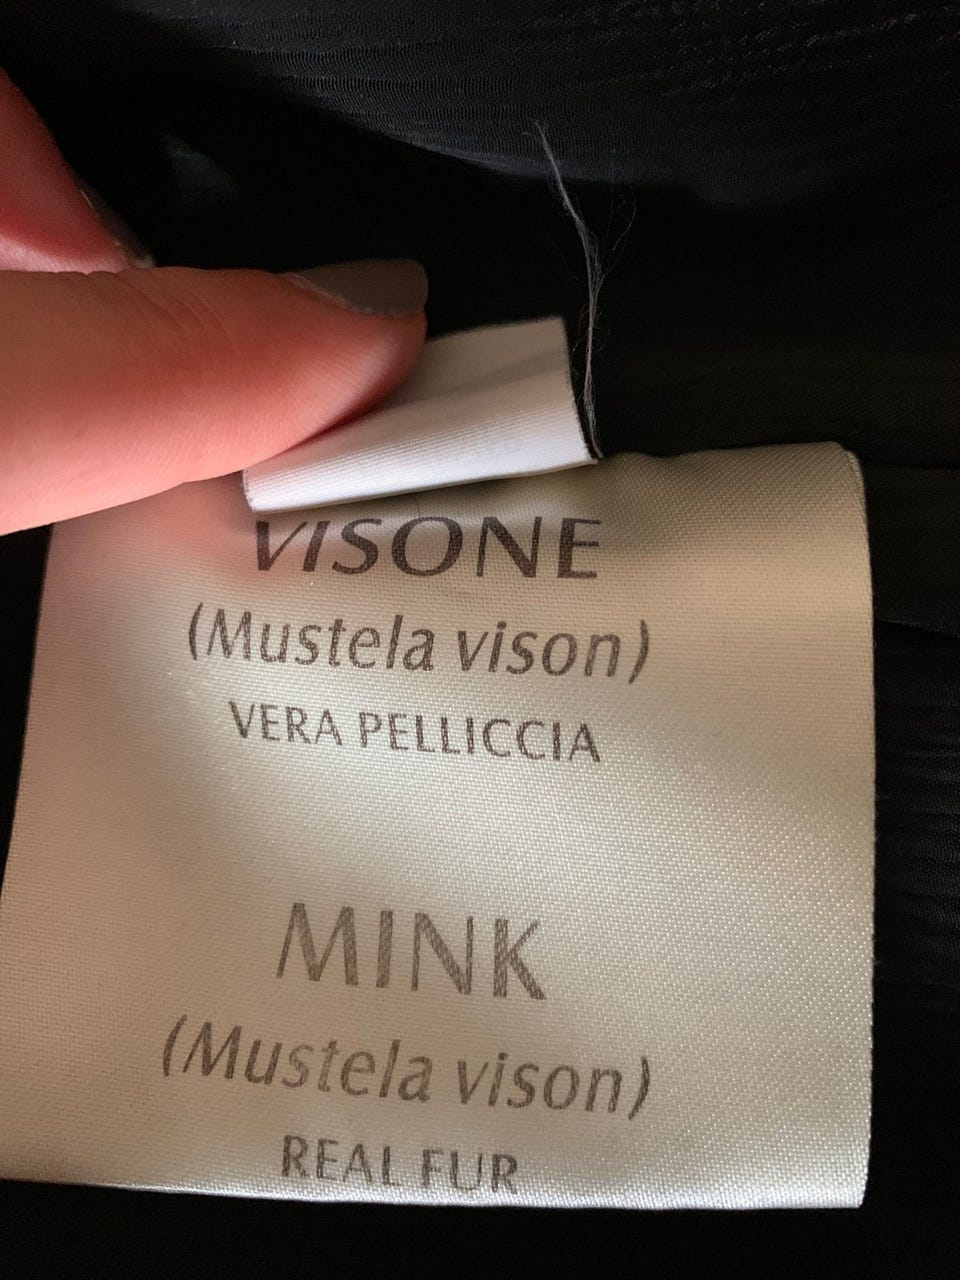 VISONE
(Mustela vison)
VERA PELLICCIA
MINK
(Mustela vison)
REAL FUR